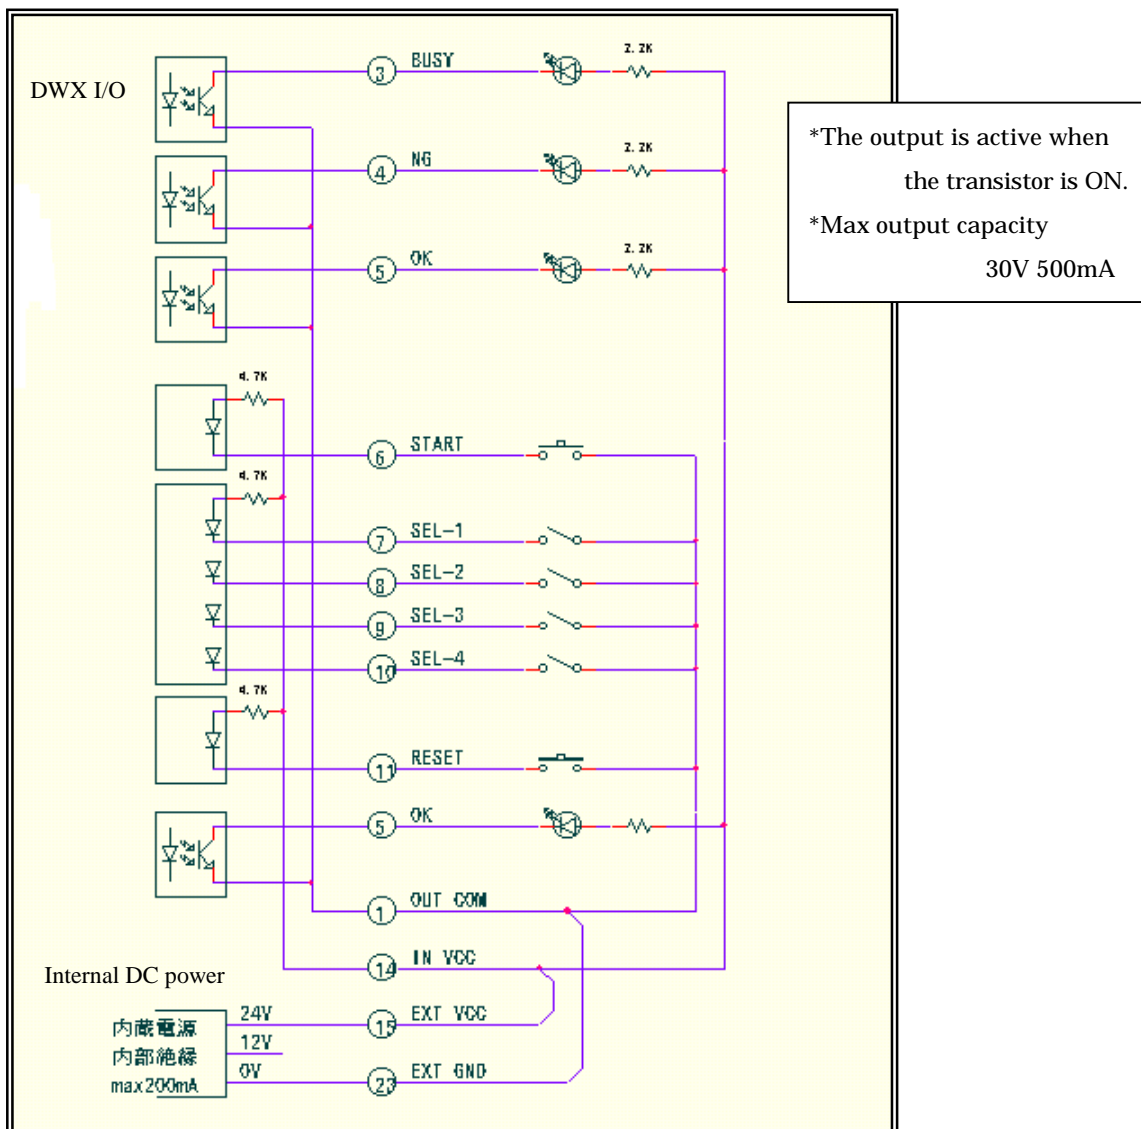 DWX I/O
3 BUSY 2.2K
4 NG 2.2K
5 OK 2.2K
*The output is active when
the transistor is ON.
*Max output capacity
30V 500mA
4.7K
6 START
4.7K
7 SEL-1
8 SEL-2
9 SEL-3
10 SEL-4
4.7K
11 RESET
5 OK
1 OUT COM
14 IN VCC
Internal DC power
24V 15 EXT VCC
内蔵電源
12V
内部絶縁
0V 23 EXT GND
max200mA